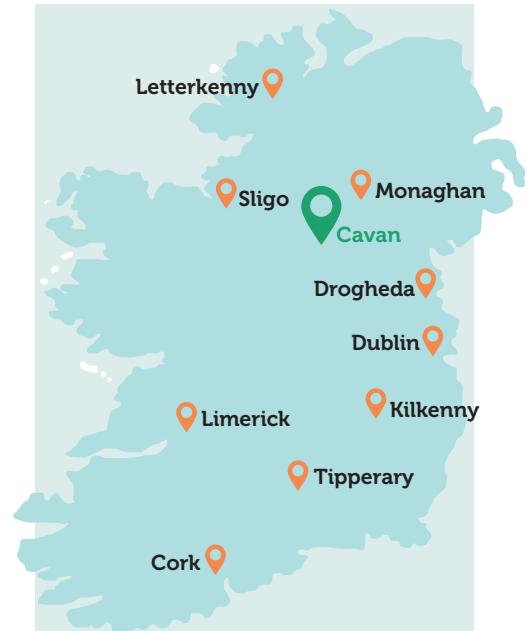 Letterkenny
Monaghan
Sligo
Cavan
Drogheda
Dublin
Kilkenny
Limerick
Tipperary
Cork